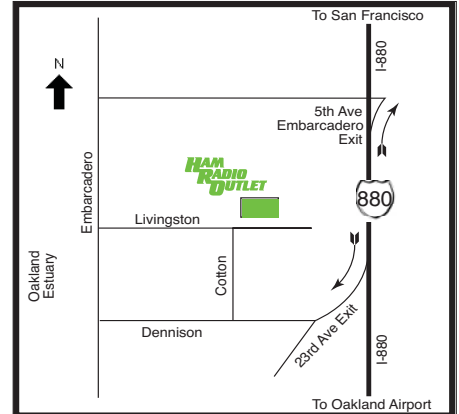 To San Francisco
I-880
N
5th Ave
Embarcadero
Exit
HAM
RADIO
OUTLET
880
Embarcadero
Livingston
Oakland
Estuary
Cotton
Dennison
23rd Ave Exit
I-880
To Oakland Airport